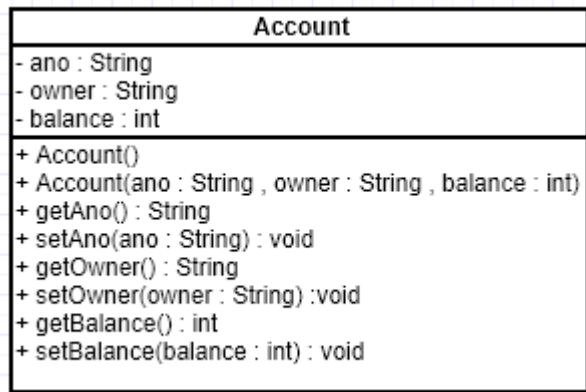 Account
- ano : String
- owner : String
- balance : int
+ Account()
+ Account(ano : String , owner : String , balance : int)
+ getAno() : String
+ setAno(ano : String) : void
+ getOwner() : String
+ setOwner(owner : String) :void
+ getBalance() : int
+ setBalance(balance : int) : void